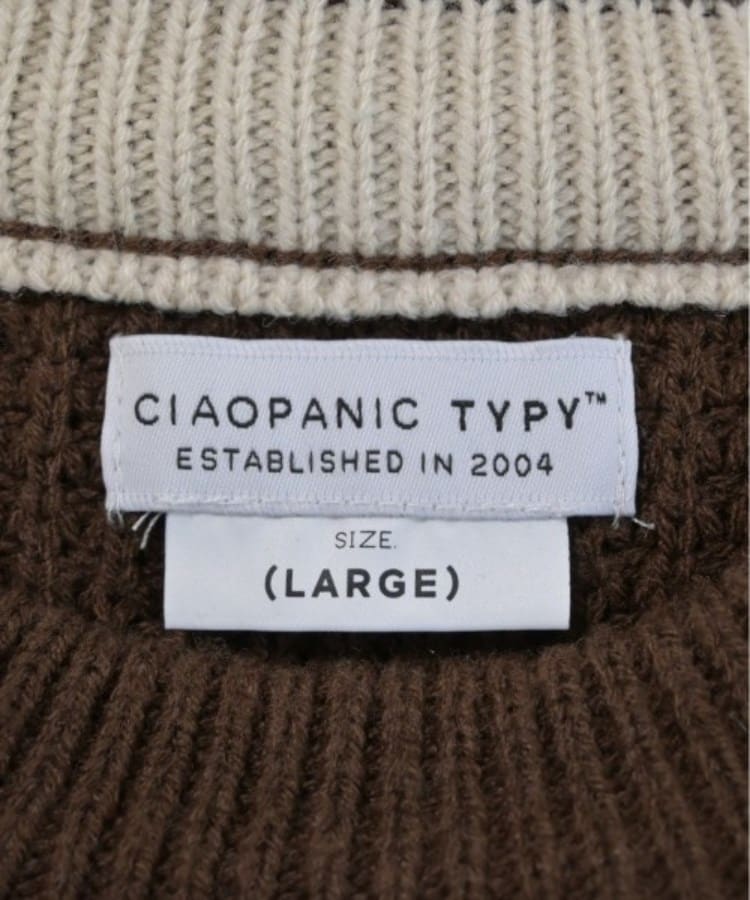 CIAOPANIC TYPY™
ESTABLISHED IN 2004
SIZE.
(LARGE)